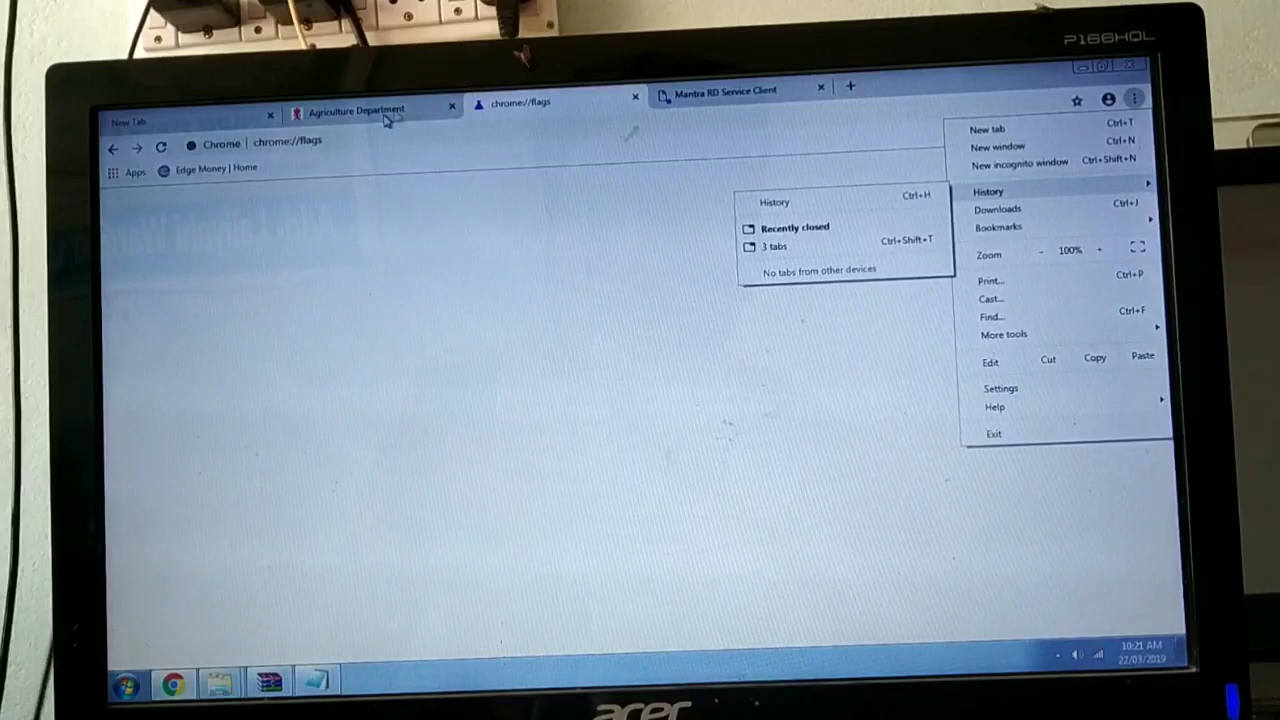 P166HQL
New Tab
Agriculture Department
chrome://flags
Mantra RD Service Client
Chrome | chrome://flags
Apps
Edge Money | Home
New tab Ctrl+T
New window Ctrl+N
New incognito window Ctrl+Shift+N
History
Downloads Ctrl+J
Bookmarks
Zoom - 100% +
Print... Ctrl+P
Cast...
Find... Ctrl+F
More tools
Edit Cut Copy Paste
Settings
Help
Exit
History Ctrl+H
Recently closed
3 tabs Ctrl+Shift+T
No tabs from other devices
10:21 AM
22/03/2019
acer